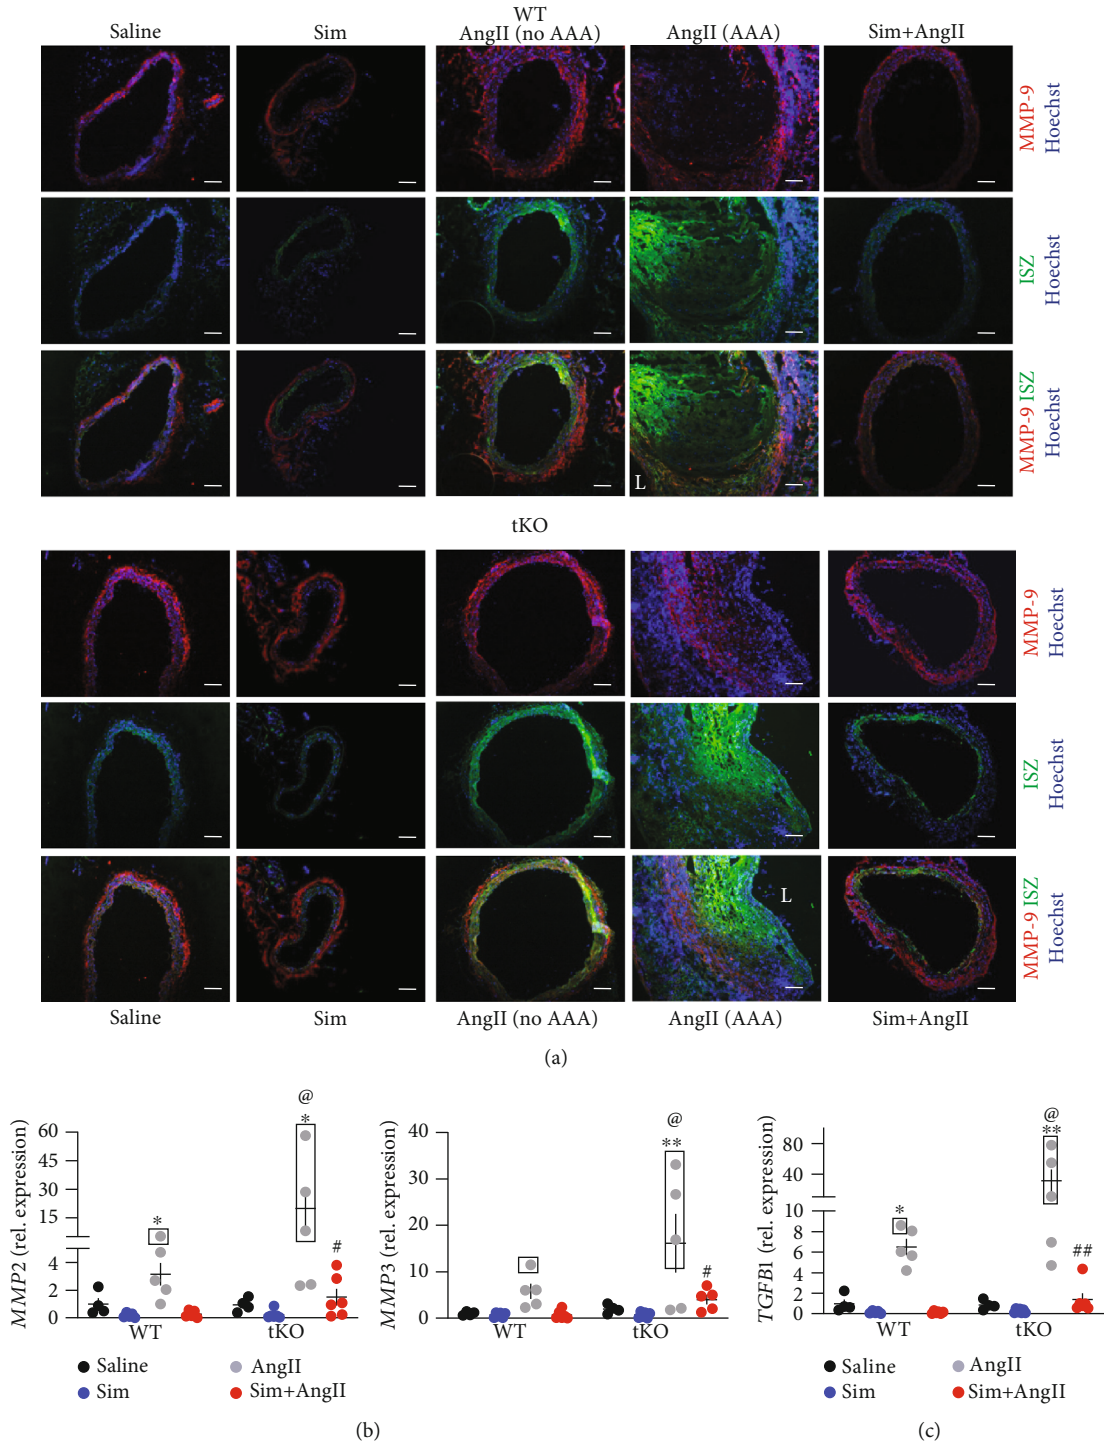 WT
Saline Sim AngII (no AAA) AngII (AAA) Sim+AngII
MMP-9
Hoechst
ISZ
Hoechst
MMP-9 ISZ
Hoechst
L
tKO
MMP-9
Hoechst
ISZ
Hoechst
MMP-9 ISZ
Hoechst
L
Saline Sim AngII (no AAA) AngII (AAA) Sim+AngII
(a)
MMP2 (rel. expression)
60
45
30
15
4
2
0
*
@
*
#
WT tKO
MMP3 (rel. expression)
40
30
20
10
0
@
**
#
WT tKO
Saline AngII
Sim Sim+AngII
(b)
TGFB1 (rel. expression)
80
40
10
8
6
4
2
0
*
@
**
##
WT tKO
Saline AngII
Sim Sim+AngII
(c)